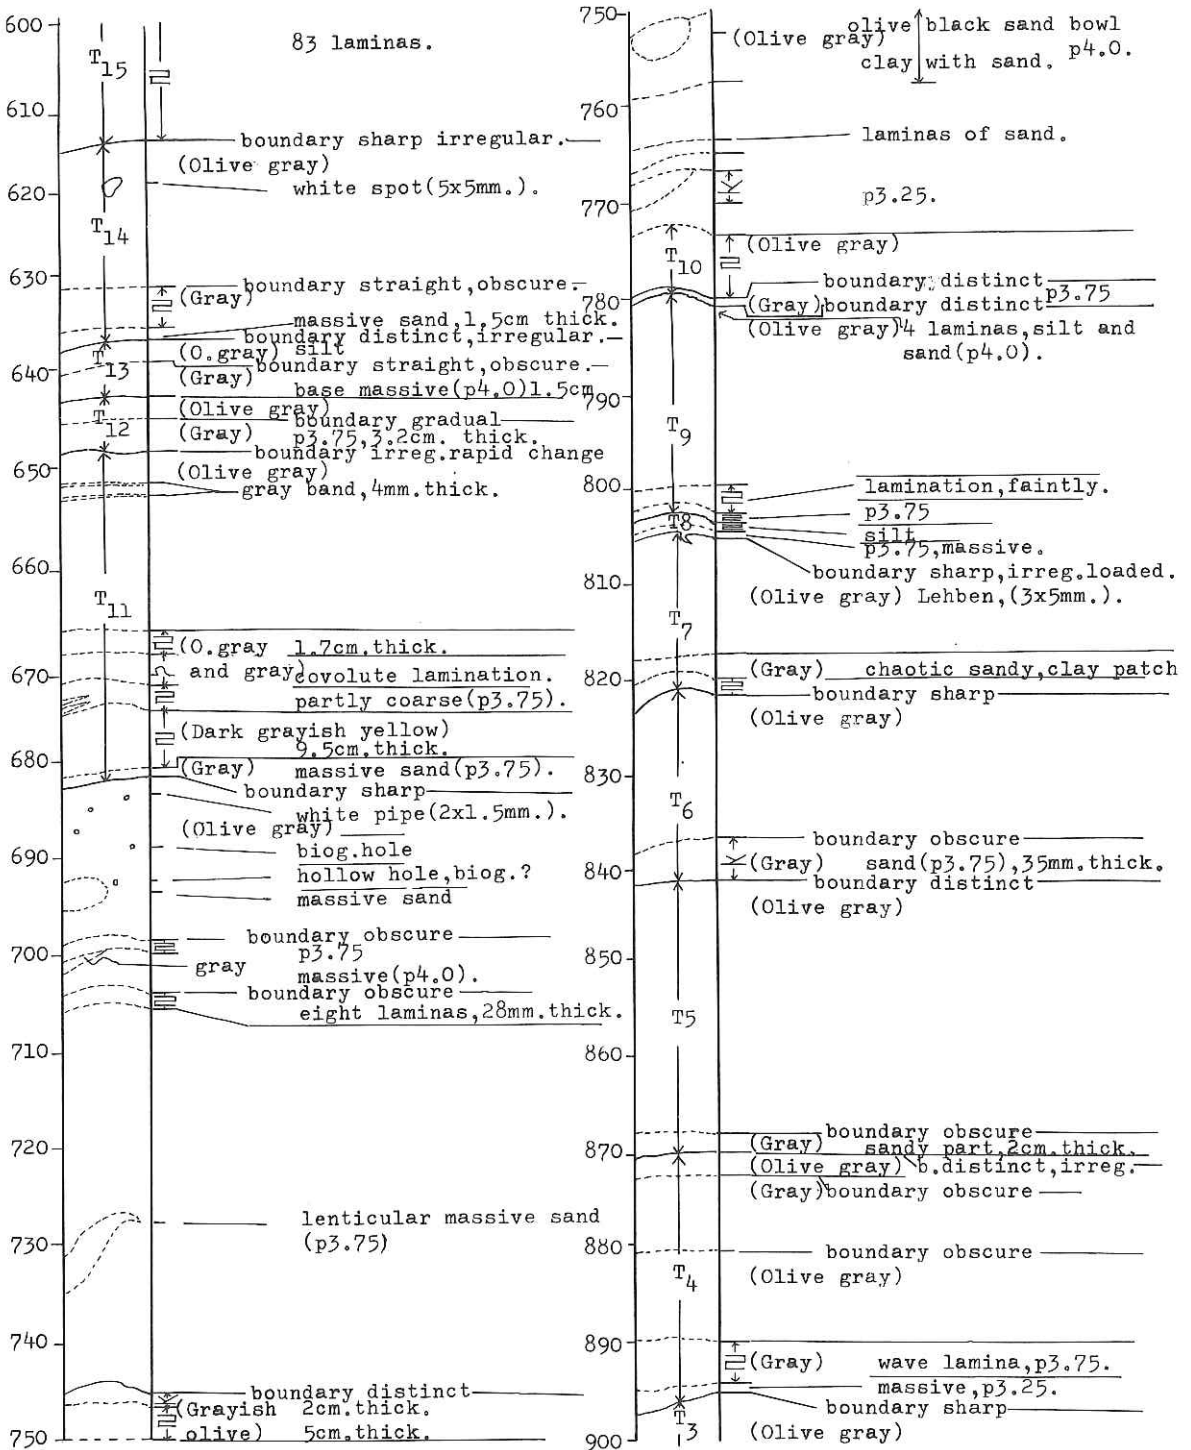 600
83 laminas.
T15
610
boundary sharp irregular.
(Olive gray)
620
white spot(5x5mm.).
T14
630
boundary straight,obscure.
(Gray)
massive sand,1.5cm thick.
boundary distinct,irregular.
(O.gray) silt
T13
640
boundary straight,obscure.
(Gray)
base massive(p4.0)1.5cm
(Olive gray)
T12
boundary gradual
(Gray) p3.75,3.2cm. thick.
boundary irreg.rapid change
650
(Olive gray)
gray band,4mm.thick.
660
T11
(O.gray 1.7cm.thick.
670
and gray) covolute lamination.
partly coarse(p3.75).
(Dark grayish yellow)
9.5cm.thick.
680
(Gray) massive sand(p3.75).
boundary sharp
white pipe(2x1.5mm.).
(Olive gray)
690
biog.hole
hollow hole,biog.?
massive sand
boundary obscure
700
p3.75
gray massive(p4.0).
boundary obscure
eight laminas,28mm.thick.
710
720
lenticular massive sand
730
(p3.75)
740
boundary distinct
(Grayish 2cm.thick.
750
olive) 5cm.thick.
750
olive black sand bowl
(Olive gray) p4.0.
clay with sand.
760
laminas of sand.
770
p3.25.
(Olive gray)
T10
boundary distinct
780
p3.75
(Gray) boundary distinct
(Olive gray) 4 laminas,silt and
sand(p4.0).
790
T9
800
lamination,faintly.
p3.75
T8
silt
p3.75,massive.
810
boundary sharp,irreg.loaded.
(Olive gray) Lehben,(3x5mm.).
T7
820
(Gray) chaotic sandy,clay patch
boundary sharp
(Olive gray)
830
T6
boundary obscure
840
(Gray) sand(p3.75),35mm.thick.
boundary distinct
(Olive gray)
850
T5
860
boundary obscure
870
(Gray) sandy part,2cm.thick.
(Olive gray) b.distinct,irreg.
(Gray) boundary obscure
880
boundary obscure
T4
(Olive gray)
890
(Gray) wave lamina,p3.75.
massive,p3.25.
boundary sharp
T3
900
(Olive gray)